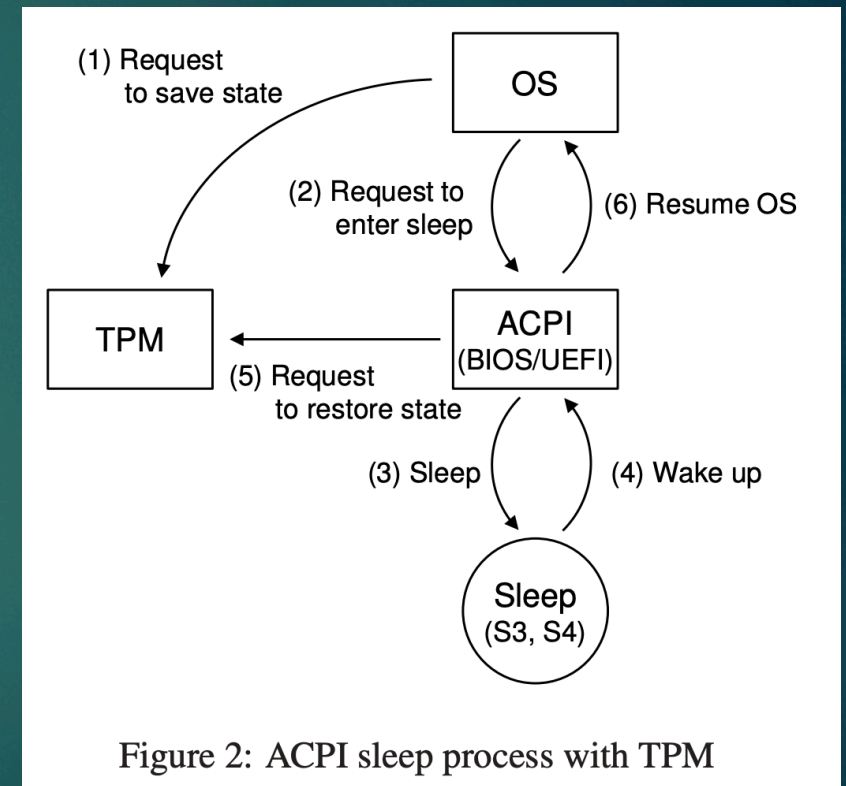 (1) Request
to save state
OS
(2) Request to
enter sleep
(6) Resume OS
TPM
ACPI
(BIOS/UEFI)
(5) Request
to restore state
(3) Sleep
(4) Wake up
Sleep
(S3, S4)
Figure 2: ACPI sleep process with TPM